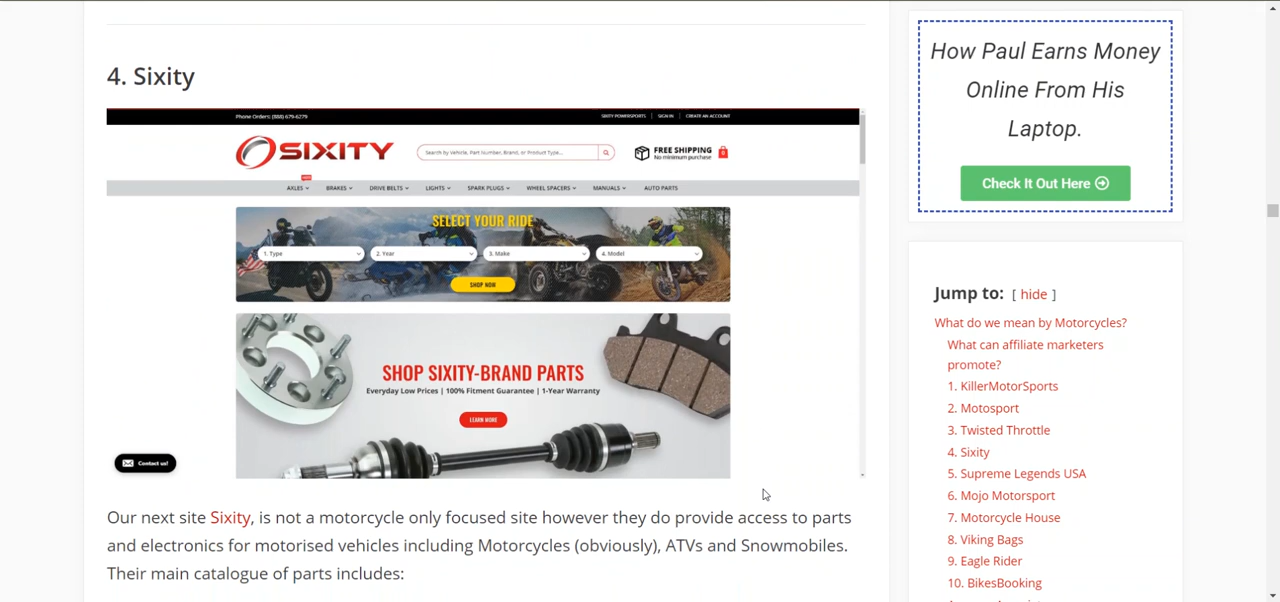 4. Sixity
Phone Orders: (888) 679-6279
SIXITY POWERSPORTS | SIGN IN | CREATE AN ACCOUNT
SIXITY
Search by Vehicle, Part Number, Brand, or Product Type...
FREE SHIPPING
No minimum purchase
0
NEW
AXLES BRAKES DRIVE BELTS LIGHTS SPARK PLUGS WHEEL SPACERS MANUALS AUTO PARTS
SELECT YOUR RIDE
1. Type 2. Year 3. Make 4. Model
SHOP NOW
SHOP SIXITY-BRAND PARTS
Everyday Low Prices | 100% Fitment Guarantee | 1-Year Warranty
LEARN MORE
Contact us!
Our next site Sixity, is not a motorcycle only focused site however they do provide access to parts
and electronics for motorised vehicles including Motorcycles (obviously), ATVs and Snowmobiles.
Their main catalogue of parts includes:
How Paul Earns Money
Online From His
Laptop.
Check It Out Here
Jump to: [ hide ]
What do we mean by Motorcycles?
What can affiliate marketers
promote?
1. KillerMotorSports
2. Motosport
3. Twisted Throttle
4. Sixity
5. Supreme Legends USA
6. Mojo Motorsport
7. Motorcycle House
8. Viking Bags
9. Eagle Rider
10. BikesBooking